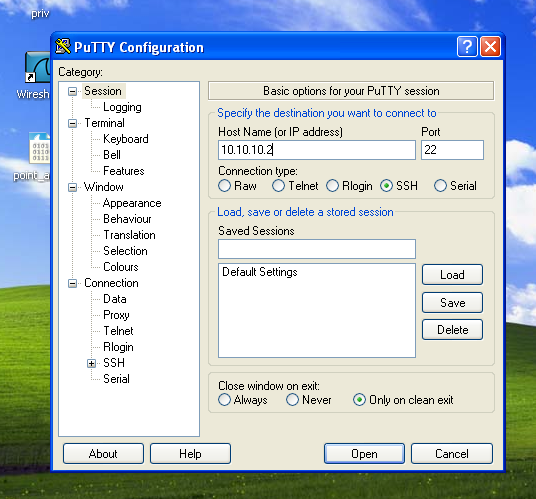 priv
Wiresh
point_a
PuTTY Configuration
Category:
Session
Logging
Terminal
Keyboard
Bell
Features
Window
Appearance
Behaviour
Translation
Selection
Colours
Connection
Data
Proxy
Telnet
Rlogin
SSH
Serial
Basic options for your PuTTY session
Specify the destination you want to connect to
Host Name (or IP address) Port
10.10.10.2 22
Connection type:
Raw Telnet Rlogin SSH Serial
Load, save or delete a stored session
Saved Sessions
Default Settings
Load
Save
Delete
Close window on exit:
Always Never Only on clean exit
About Help Open Cancel